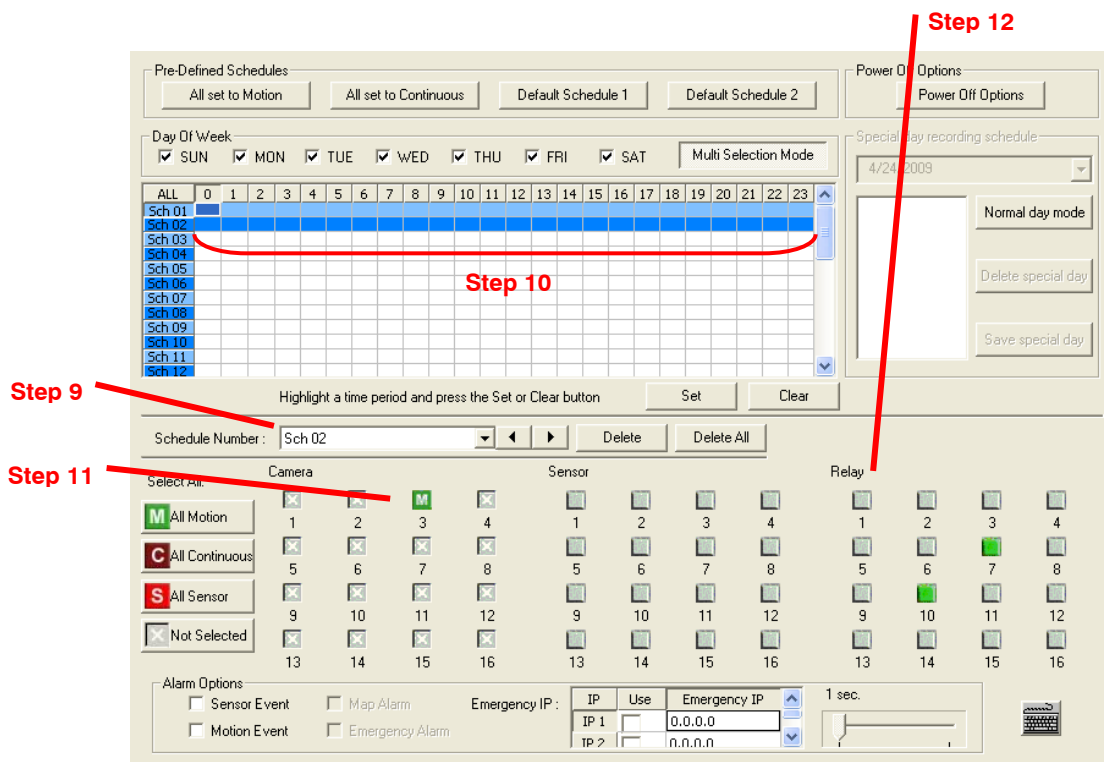 Step 12
Pre-Defined Schedules
All set to Motion
All set to Continuous
Default Schedule 1
Default Schedule 2
Power Off Options
Power Off Options
Day Of Week
SUN MON TUE WED THU FRI SAT
Multi Selection Mode
Special day recording schedule
4/24/2009
ALL 0 1 2 3 4 5 6 7 8 9 10 11 12 13 14 15 16 17 18 19 20 21 22 23
Sch 01
Sch 02
Sch 03
Sch 04
Sch 05
Sch 06
Sch 07
Sch 08
Sch 09
Sch 10
Sch 11
Sch 12
Step 10
Normal day mode
Delete special day
Save special day
Step 9
Highlight a time period and press the Set or Clear button
Set
Clear
Schedule Number : Sch 02
Delete
Delete All
Step 11
Select All:
M All Motion
C All Continuous
S All Sensor
Not Selected
Camera
M
1 2 3 4
5 6 7 8
9 10 11 12
13 14 15 16
Sensor
1 2 3 4
5 6 7 8
9 10 11 12
13 14 15 16
Relay
1 2 3 4
5 6 7 8
9 10 11 12
13 14 15 16
Alarm Options
Sensor Event
Map Alarm
Motion Event
Emergency Alarm
Emergency IP :
IP Use Emergency IP
IP 1 0.0.0.0
IP 2 0.0.0.0
1 sec.